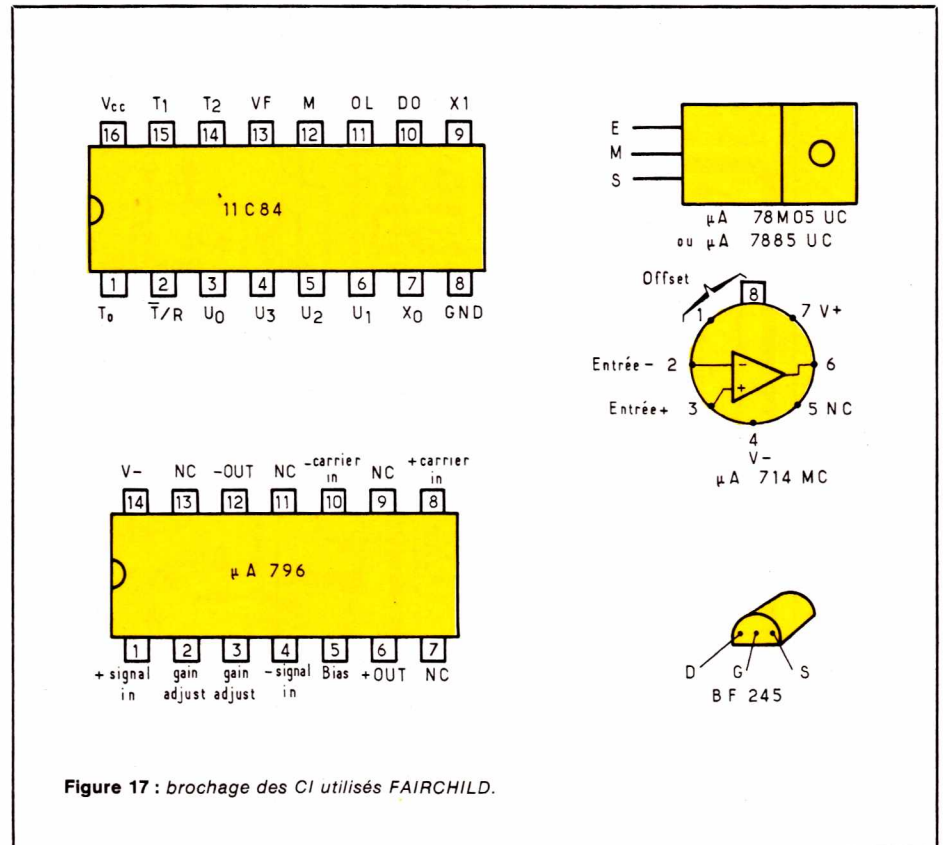 Vcc T1 T2 VF M OL DO X1
16 15 14 13 12 11 10 9
11C84
1 2 3 4 5 6 7 8
T0 T̅/R U0 U3 U2 U1 X0 GND
E
M
S
µA 78M05 UC
ou µA 7885 UC
Offset
8
1
7 V+
Entrée - 2
6
Entrée + 3
5 NC
4
V-
µA 714 MC
V- NC -OUT NC -carrier in NC +carrier in
14 13 12 11 10 9 8
µA 796
1 2 3 4 5 6 7
+ signal in gain adjust gain adjust - signal in Bias +OUT NC
D G S
BF 245
Figure 17 : brochage des CI utilisés FAIRCHILD.